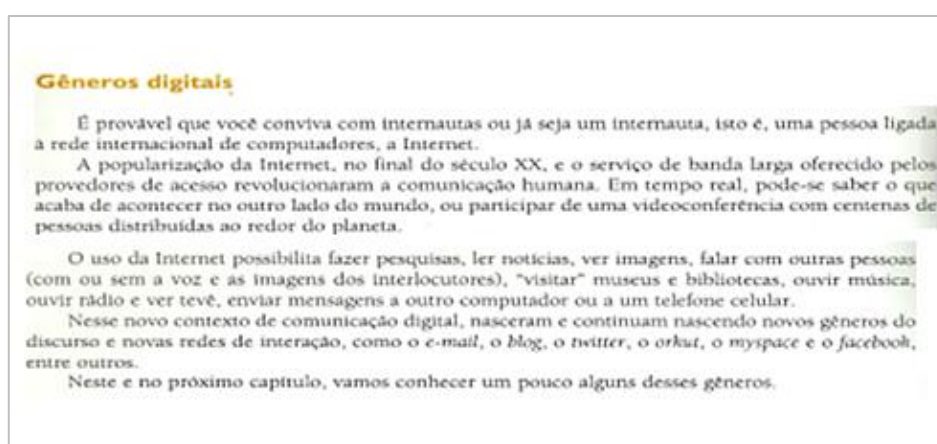 Gêneros digitais
É provável que você conviva com internautas ou já seja um internauta, isto é, uma pessoa ligada
à rede internacional de computadores, a Internet.
A popularização da Internet, no final do século XX, e o serviço de banda larga oferecido pelos
provedores de acesso revolucionaram a comunicação humana. Em tempo real, pode-se saber o que
acaba de acontecer no outro lado do mundo, ou participar de uma videoconferência com centenas de
pessoas distribuídas ao redor do planeta.
O uso da Internet possibilita fazer pesquisas, ler notícias, ver imagens, falar com outras pessoas
(com ou sem a voz e as imagens dos interlocutores), "visitar" museus e bibliotecas, ouvir música,
ouvir rádio e ver tevê, enviar mensagens a outro computador ou a um telefone celular.
Nesse novo contexto de comunicação digital, nasceram e continuam nascendo novos gêneros do
discurso e novas redes de interação, como o e-mail, o blog, o twitter, o orkut, o myspace e o facebook,
entre outros.
Neste e no próximo capítulo, vamos conhecer um pouco alguns desses gêneros.